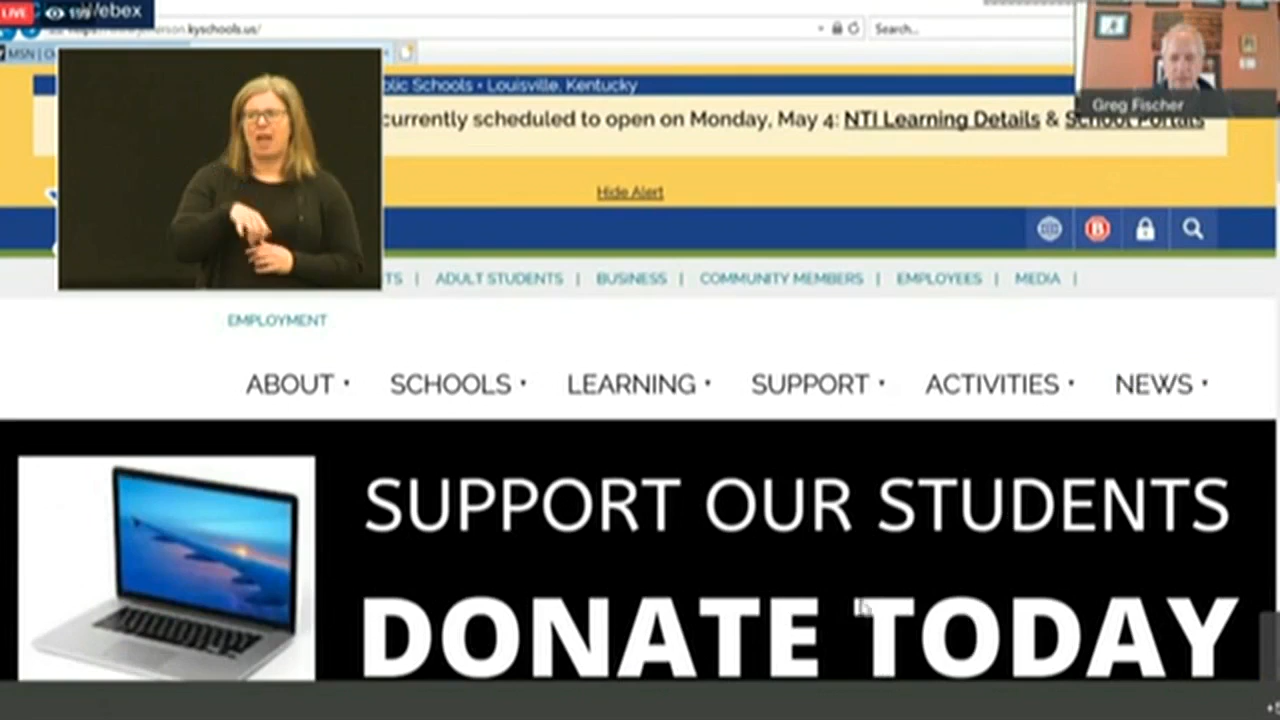 LIVE
Webex
kyschools.us/
Search...
MSN
Public Schools • Louisville, Kentucky
Greg Fischer
currently scheduled to open on Monday, May 4: NTI Learning Details & School Portals
Hide Alert
B
TS | ADULT STUDENTS | BUSINESS | COMMUNITY MEMBERS | EMPLOYEES | MEDIA |
EMPLOYMENT
ABOUT SCHOOLS LEARNING SUPPORT ACTIVITIES NEWS
SUPPORT OUR STUDENTS
DONATE TODAY